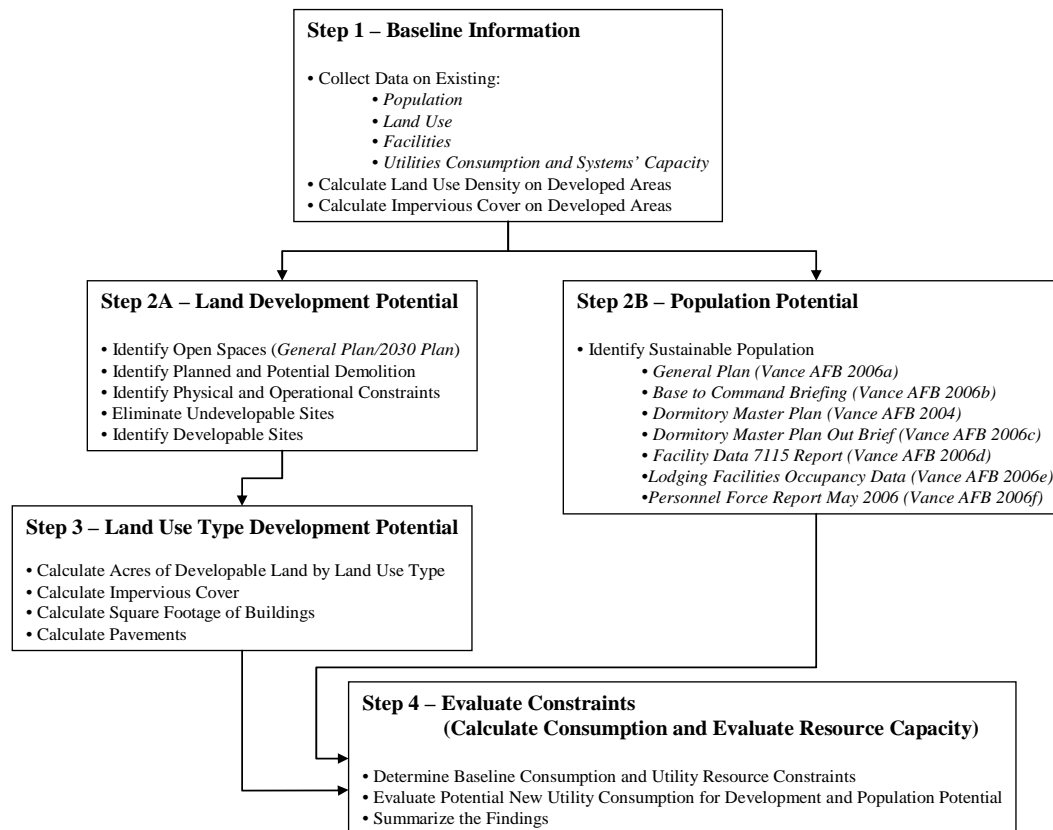 Step 1 – Baseline Information
• Collect Data on Existing:
• Population
• Land Use
• Facilities
• Utilities Consumption and Systems’ Capacity
• Calculate Land Use Density on Developed Areas
• Calculate Impervious Cover on Developed Areas
Step 2A – Land Development Potential
• Identify Open Spaces (General Plan/2030 Plan)
• Identify Planned and Potential Demolition
• Identify Physical and Operational Constraints
• Eliminate Undevelopable Sites
• Identify Developable Sites
Step 2B – Population Potential
• Identify Sustainable Population
• General Plan (Vance AFB 2006a)
• Base to Command Briefing (Vance AFB 2006b)
• Dormitory Master Plan (Vance AFB 2004)
• Dormitory Master Plan Out Brief (Vance AFB 2006c)
• Facility Data 7115 Report (Vance AFB 2006d)
•Lodging Facilities Occupancy Data (Vance AFB 2006e)
•Personnel Force Report May 2006 (Vance AFB 2006f)
Step 3 – Land Use Type Development Potential
• Calculate Acres of Developable Land by Land Use Type
• Calculate Impervious Cover
• Calculate Square Footage of Buildings
• Calculate Pavements
Step 4 – Evaluate Constraints
(Calculate Consumption and Evaluate Resource Capacity)
• Determine Baseline Consumption and Utility Resource Constraints
• Evaluate Potential New Utility Consumption for Development and Population Potential
• Summarize the Findings